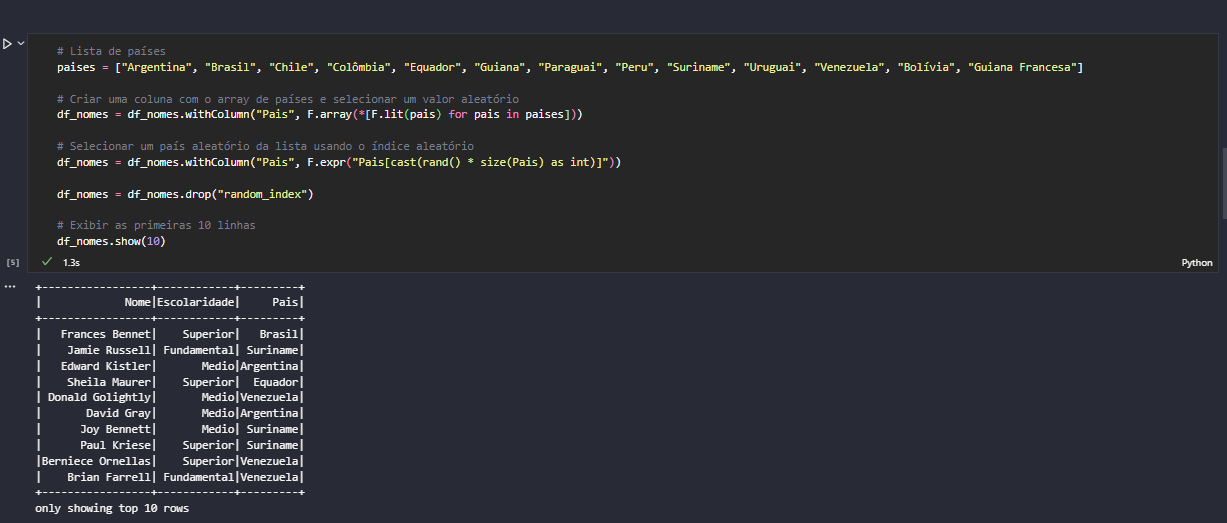 # Lista de países
paises = ["Argentina", "Brasil", "Chile", "Colômbia", "Equador", "Guiana", "Paraguai", "Peru", "Suriname", "Uruguai", "Venezuela", "Bolívia", "Guiana Francesa"]
# Criar uma coluna com o array de países e selecionar um valor aleatório
df_nomes = df_nomes.withColumn("Pais", F.array(*[F.lit(pais) for pais in paises]))
# Selecionar um país aleatório da lista usando o índice aleatório
df_nomes = df_nomes.withColumn("Pais", F.expr("Pais[cast(rand() * size(Pais) as int)]"))
df_nomes = df_nomes.drop("random_index")
# Exibir as primeiras 10 linhas
df_nomes.show(10)
[5] 1.3s Python
+-----------------+------------+---------+
|             Nome|Escolaridade|     Pais|
+-----------------+------------+---------+
|   Frances Bennet|    Superior|   Brasil|
|    Jamie Russell| Fundamental| Suriname|
|   Edward Kistler|       Medio|Argentina|
|    Sheila Maurer|    Superior|  Equador|
| Donald Golightly|       Medio|Venezuela|
|       David Gray|       Medio|Argentina|
|      Joy Bennett|       Medio| Suriname|
|      Paul Kriese|    Superior| Suriname|
|Berniece Ornellas|    Superior|Venezuela|
|    Brian Farrell| Fundamental|Venezuela|
+-----------------+------------+---------+
only showing top 10 rows